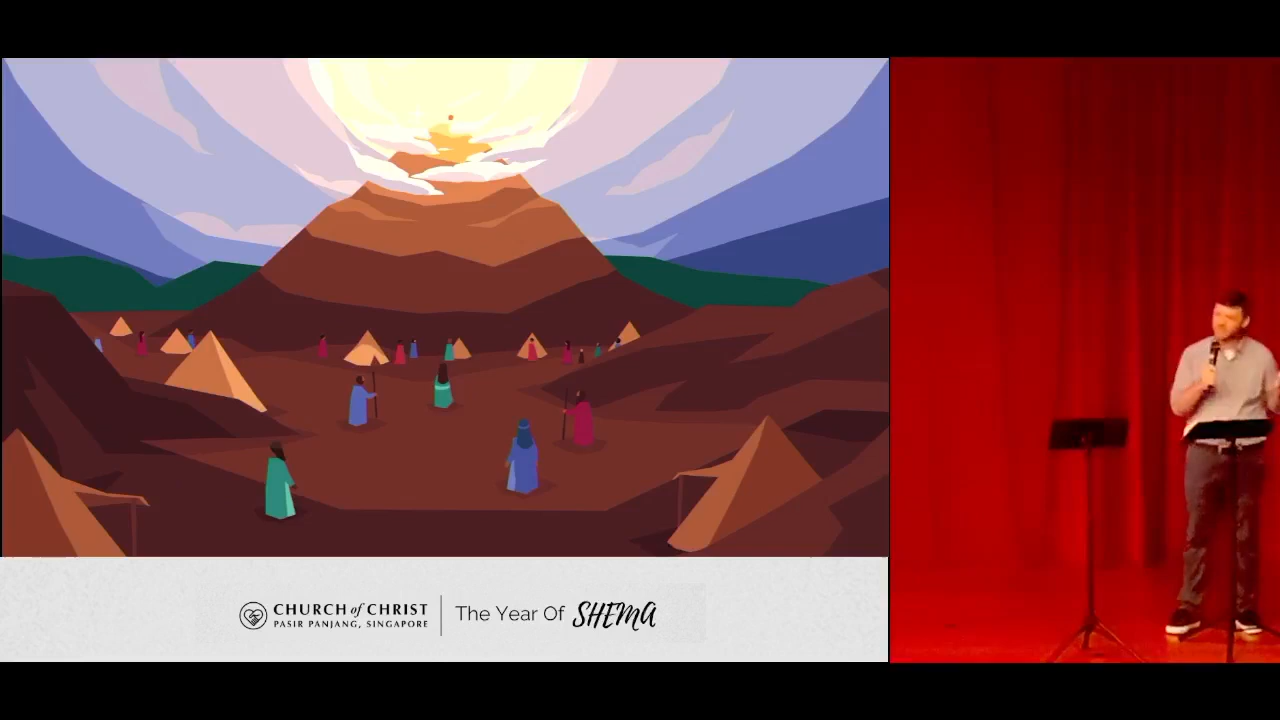 CHURCH of CHRIST
PASIR PANJANG, SINGAPORE
The Year Of SHEMA